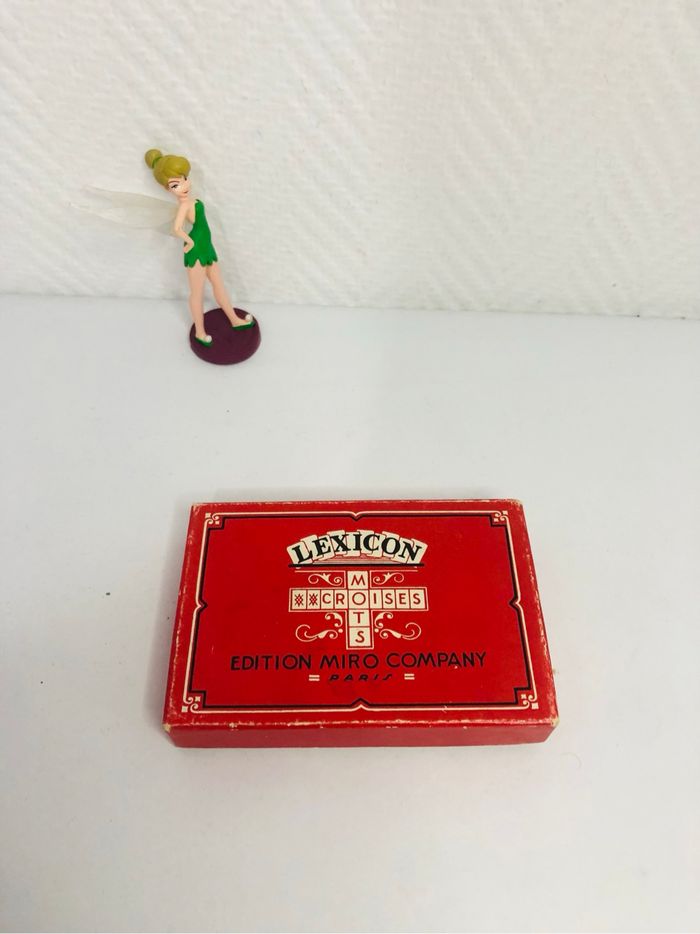 LEXICON
MOTS
CROISES
EDITION MIRO COMPANY
= PARIS =